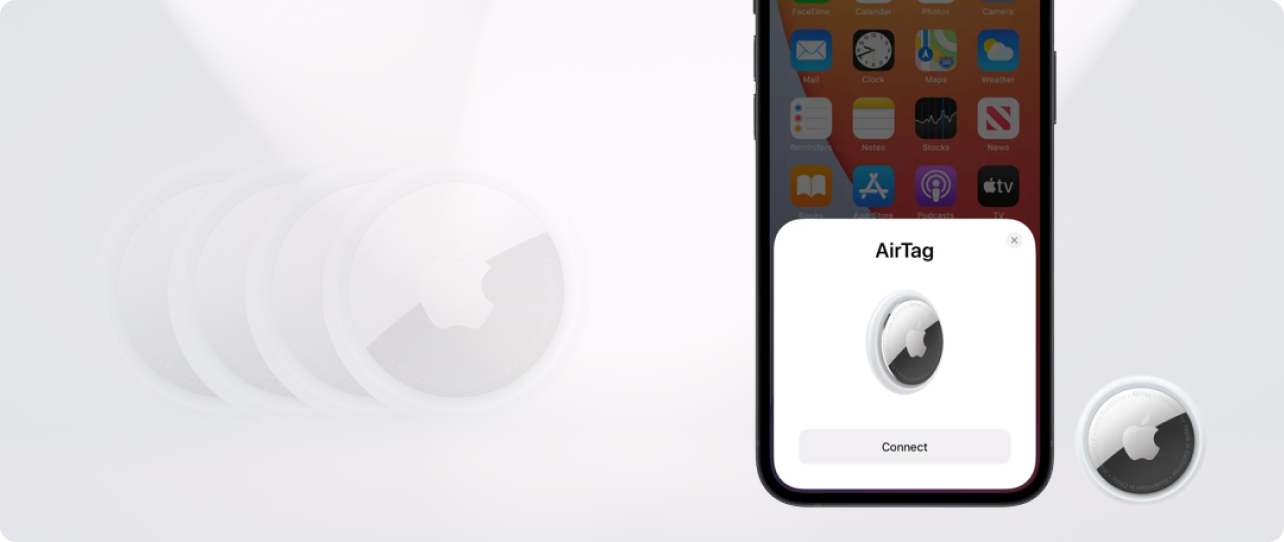 FaceTime Calendar Photos Camera
Mail Clock Maps Weather
Reminders Notes Stocks News
tv
Books App Store Podcasts TV
AirTag
Connect